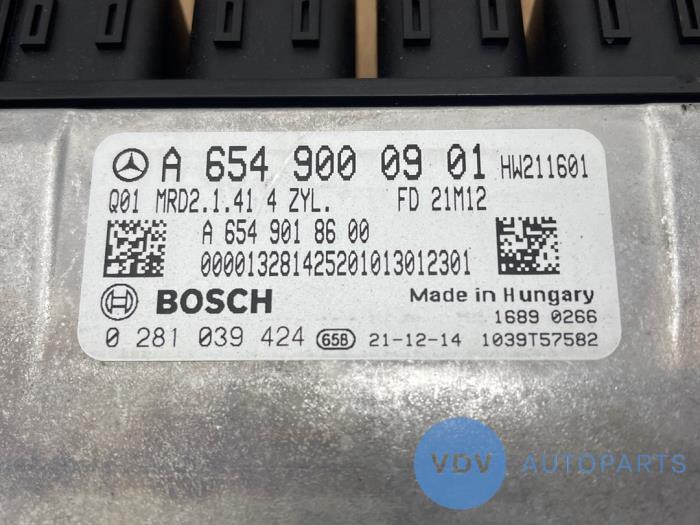 A 654 900 09 01 HW211601
Q01 MRD2.1.41 4 ZYL. FD 21M12
A 654 901 86 00
000013281425201013012301
BOSCH Made in Hungary
1689 0266
0 281 039 424 658 21-12-14 1039T57582
VDV AUTOPARTS